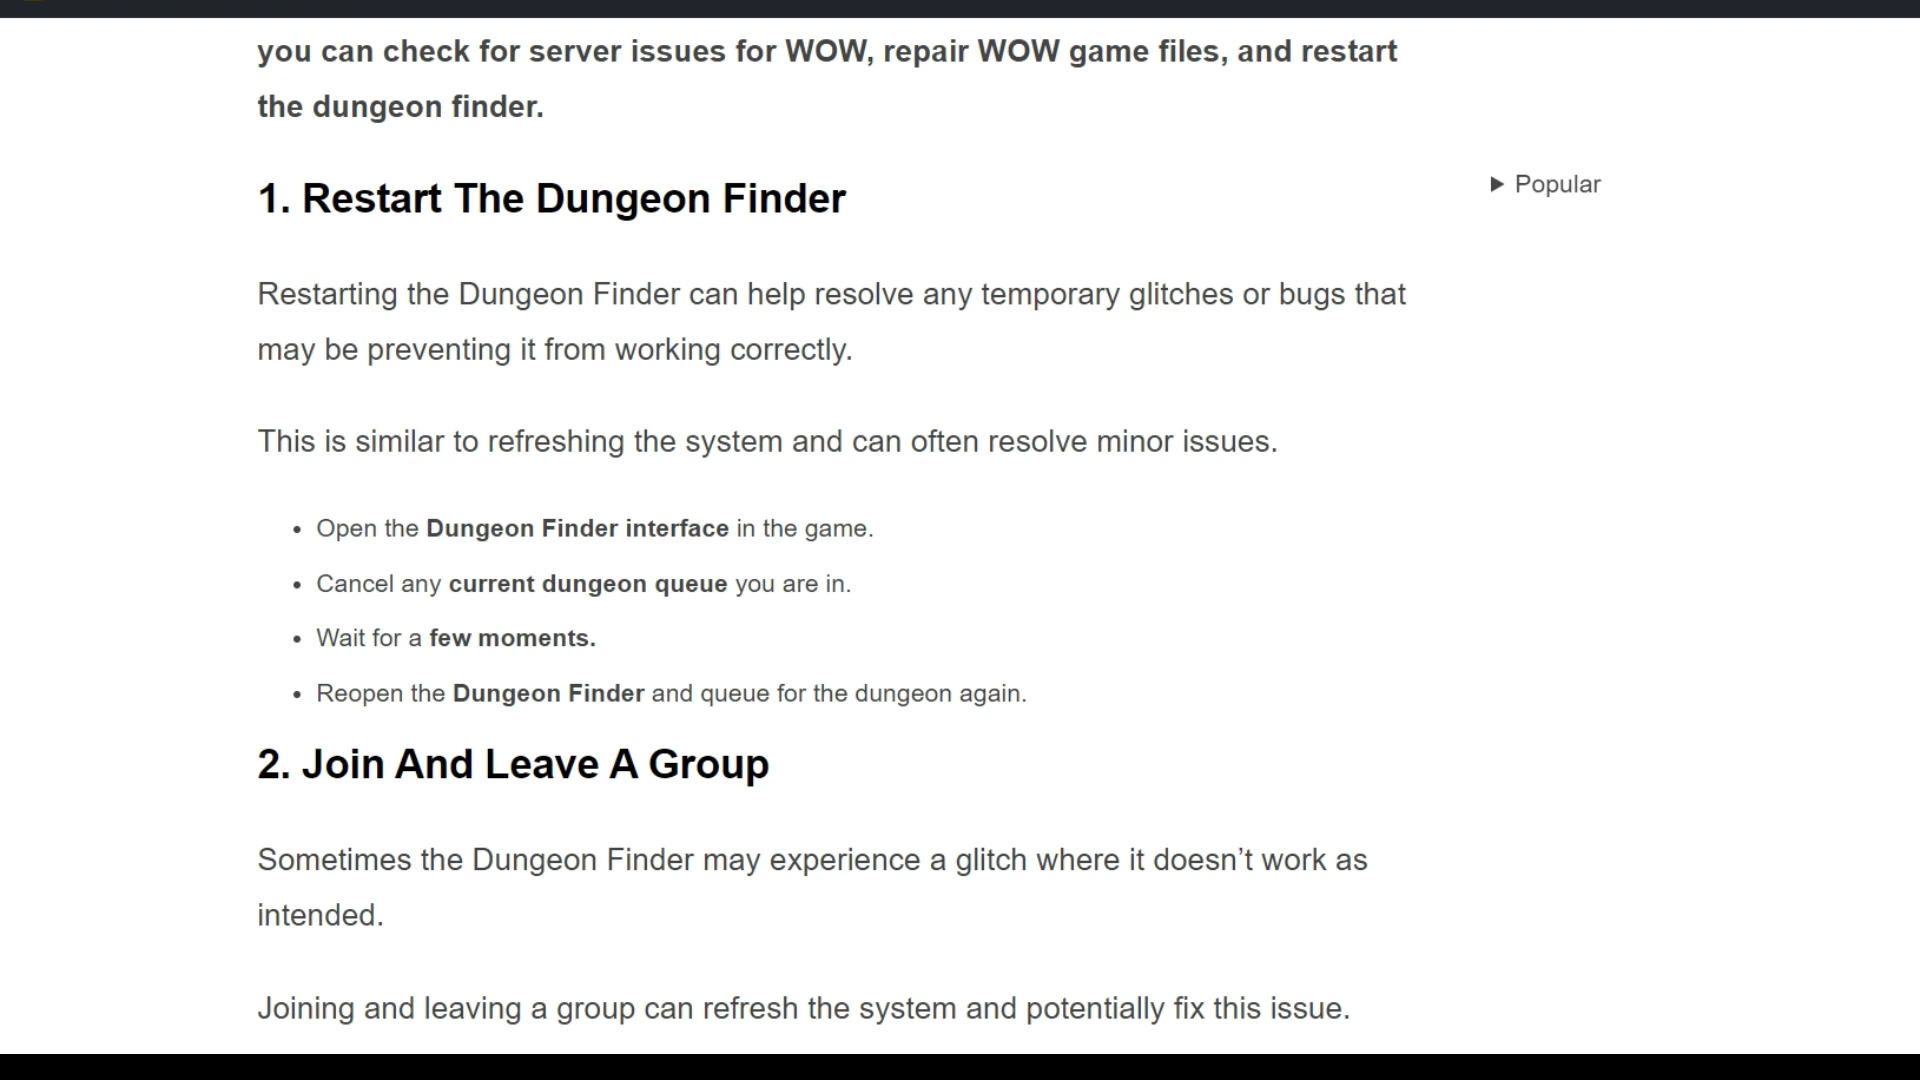 you can check for server issues for WOW, repair WOW game files, and restart
the dungeon finder.
1. Restart The Dungeon Finder
▶ Popular
Restarting the Dungeon Finder can help resolve any temporary glitches or bugs that
may be preventing it from working correctly.
This is similar to refreshing the system and can often resolve minor issues.
• Open the Dungeon Finder interface in the game.
• Cancel any current dungeon queue you are in.
• Wait for a few moments.
• Reopen the Dungeon Finder and queue for the dungeon again.
2. Join And Leave A Group
Sometimes the Dungeon Finder may experience a glitch where it doesn’t work as
intended.
Joining and leaving a group can refresh the system and potentially fix this issue.